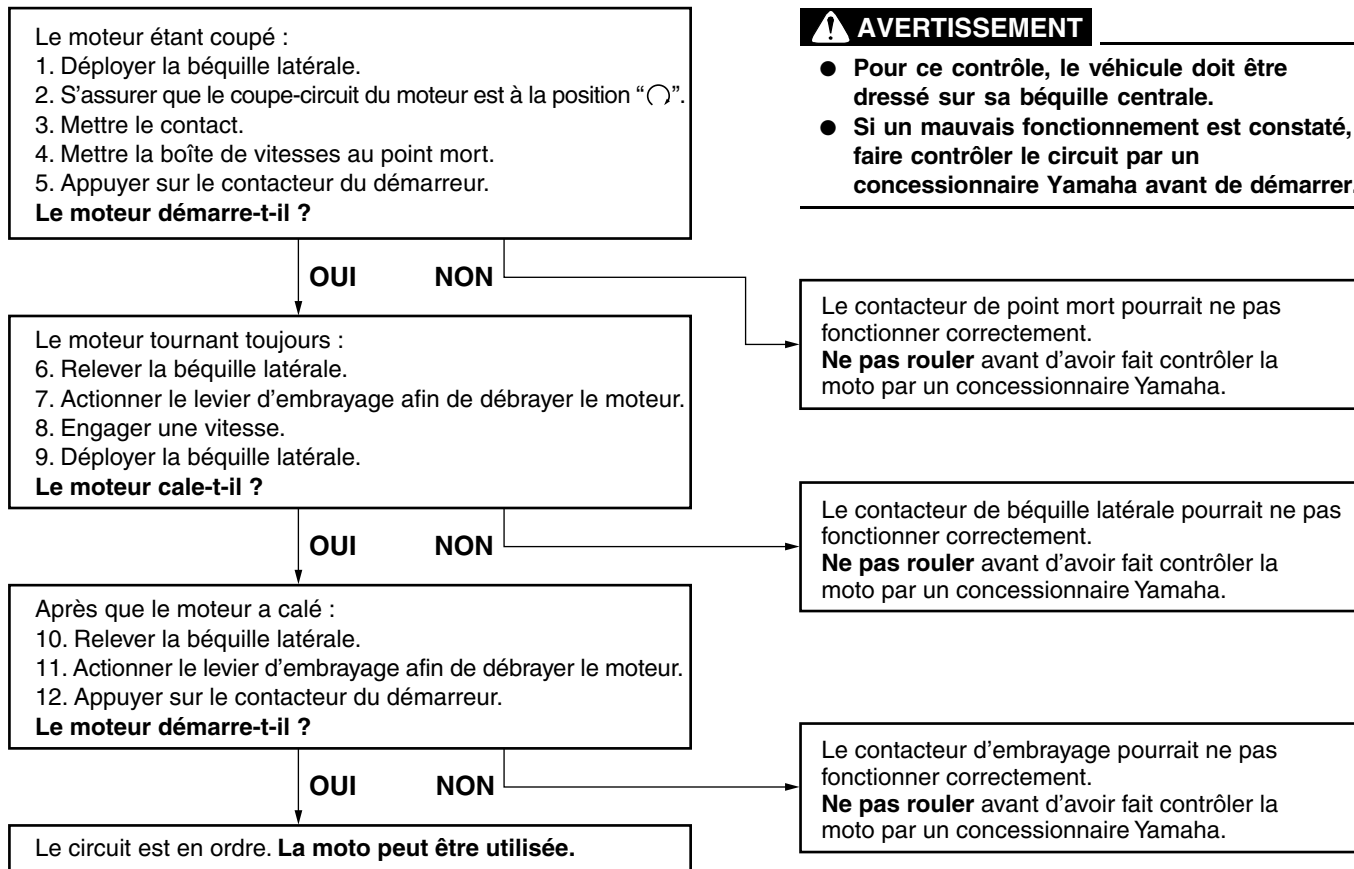 Le moteur étant coupé :
1. Déployer la béquille latérale.
2. S’assurer que le coupe-circuit du moteur est à la position “◠”.
3. Mettre le contact.
4. Mettre la boîte de vitesses au point mort.
5. Appuyer sur le contacteur du démarreur.
Le moteur démarre-t-il ?
AVERTISSEMENT
● Pour ce contrôle, le véhicule doit être
dressé sur sa béquille centrale.
● Si un mauvais fonctionnement est constaté,
faire contrôler le circuit par un
concessionnaire Yamaha avant de démarrer.
OUI NON
Le contacteur de point mort pourrait ne pas
fonctionner correctement.
Ne pas rouler avant d’avoir fait contrôler la
moto par un concessionnaire Yamaha.
Le moteur tournant toujours :
6. Relever la béquille latérale.
7. Actionner le levier d’embrayage afin de débrayer le moteur.
8. Engager une vitesse.
9. Déployer la béquille latérale.
Le moteur cale-t-il ?
OUI NON
Le contacteur de béquille latérale pourrait ne pas
fonctionner correctement.
Ne pas rouler avant d’avoir fait contrôler la
moto par un concessionnaire Yamaha.
Après que le moteur a calé :
10. Relever la béquille latérale.
11. Actionner le levier d’embrayage afin de débrayer le moteur.
12. Appuyer sur le contacteur du démarreur.
Le moteur démarre-t-il ?
OUI NON
Le contacteur d’embrayage pourrait ne pas
fonctionner correctement.
Ne pas rouler avant d’avoir fait contrôler la
moto par un concessionnaire Yamaha.
Le circuit est en ordre. La moto peut être utilisée.